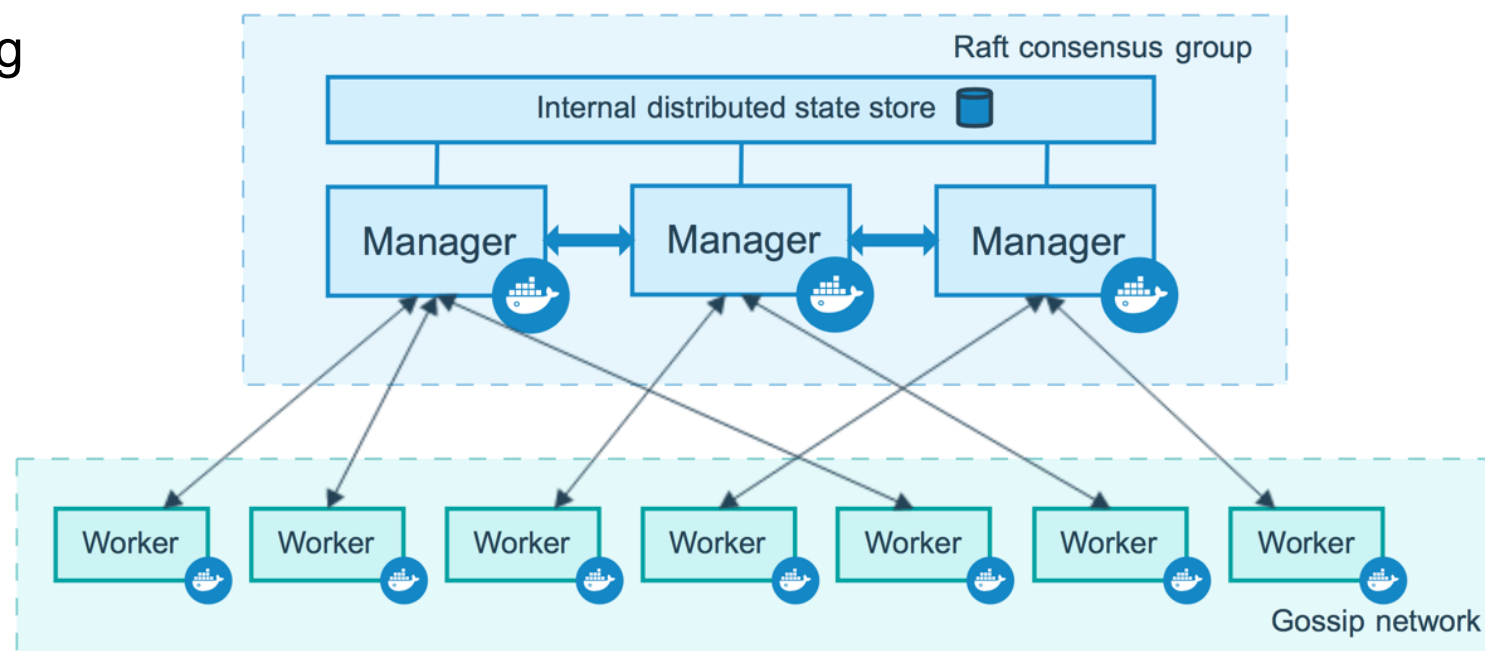 g
Raft consensus group
Internal distributed state store
Manager
Manager
Manager
Worker
Worker
Worker
Worker
Worker
Worker
Worker
Gossip network